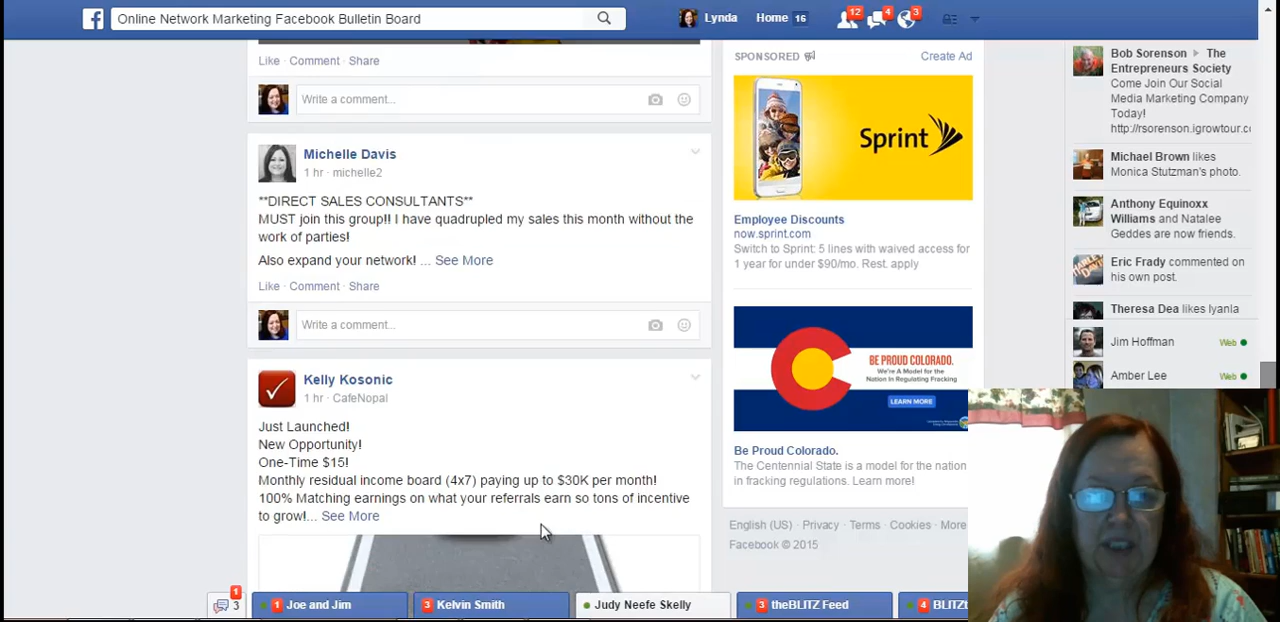 Online Network Marketing Facebook Bulletin Board
Lynda
Home 16
12
4
3
Like · Comment · Share
Write a comment...
Michelle Davis
1 hr · michelle2
**DIRECT SALES CONSULTANTS**
MUST join this group!! I have quadrupled my sales this month without the
work of parties!
Also expand your network! ... See More
Like · Comment · Share
Write a comment...
Kelly Kosonic
1 hr · CafeNopal
Just Launched!
New Opportunity!
One-Time $15!
Monthly residual income board (4x7) paying up to $30K per month!
100% Matching earnings on what your referrals earn so tons of incentive
to grow!... See More
SPONSORED
Create Ad
Sprint
Employee Discounts
now.sprint.com
Switch to Sprint: 5 lines with waived access for
1 year for under $90/mo. Rest. apply
BE PROUD COLORADO.
We're A Model for the
Nation in Regulating Fracking
LEARN MORE
Be Proud Colorado.
The Centennial State is a model for the nation
in fracking regulations. Learn more!
English (US) · Privacy · Terms · Cookies · More
Facebook © 2015
Bob Sorenson ▸ The
Entrepreneurs Society
Come Join Our Social
Media Marketing Company
Today!
http://rsorenson.igrowtour.c
Michael Brown likes
Monica Stutzman's photo.
Anthony Equinoxx
Williams and Natalee
Geddes are now friends.
Eric Frady commented on
his own post.
Theresa Dea likes Iyanla
Jim Hoffman Web
Amber Lee Web
1
3
1 Joe and Jim
3 Kelvin Smith
Judy Neefe Skelly
3 theBLITZ Feed
4 BLITZt